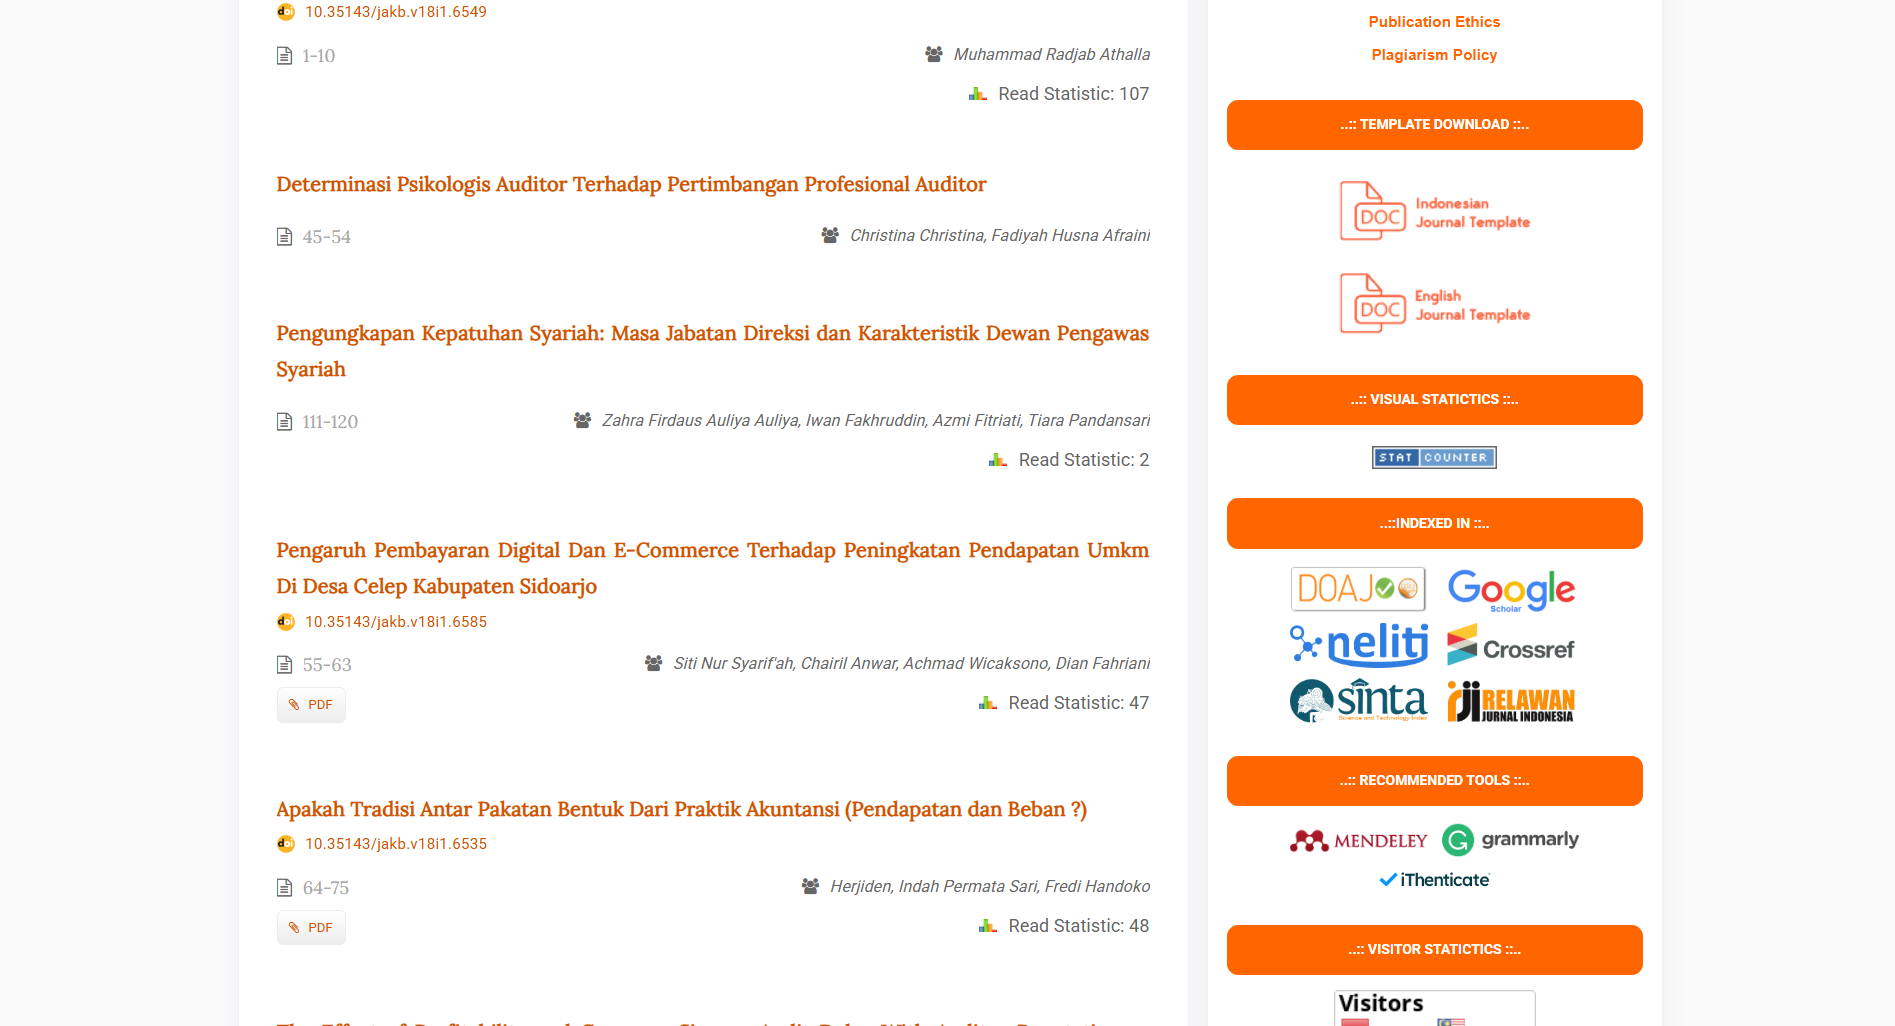 10.35143/jakb.v18i1.6549
1-10
Muhammad Radjab Athalla
Read Statistic: 107
Determinasi Psikologis Auditor Terhadap Pertimbangan Profesional Auditor
45-54
Christina Christina, Fadiyah Husna Afraini
Pengungkapan Kepatuhan Syariah: Masa Jabatan Direksi dan Karakteristik Dewan Pengawas
Syariah
111-120
Zahra Firdaus Auliya Auliya, Iwan Fakhruddin, Azmi Fitriati, Tiara Pandansari
Read Statistic: 2
Pengaruh Pembayaran Digital Dan E-Commerce Terhadap Peningkatan Pendapatan Umkm
Di Desa Celep Kabupaten Sidoarjo
10.35143/jakb.v18i1.6585
55-63
Siti Nur Syarif'ah, Chairil Anwar, Achmad Wicaksono, Dian Fahriani
PDF
Read Statistic: 47
Apakah Tradisi Antar Pakatan Bentuk Dari Praktik Akuntansi (Pendapatan dan Beban ?)
10.35143/jakb.v18i1.6535
64-75
Herjiden, Indah Permata Sari, Fredi Handoko
PDF
Read Statistic: 48
Publication Ethics
Plagiarism Policy
..:: TEMPLATE DOWNLOAD ::..
DOC
Indonesian
Journal Template
DOC
English
Journal Template
..:: VISUAL STATICTICS ::..
STAT COUNTER
..::INDEXED IN ::..
DOAJ
Google
Scholar
neliti
Crossref
sinta
Science and Technology Index
rji RELAWAN
JURNAL INDONESIA
..:: RECOMMENDED TOOLS ::..
MENDELEY
grammarly
iThenticate
..:: VISITOR STATICTICS ::..
Visitors